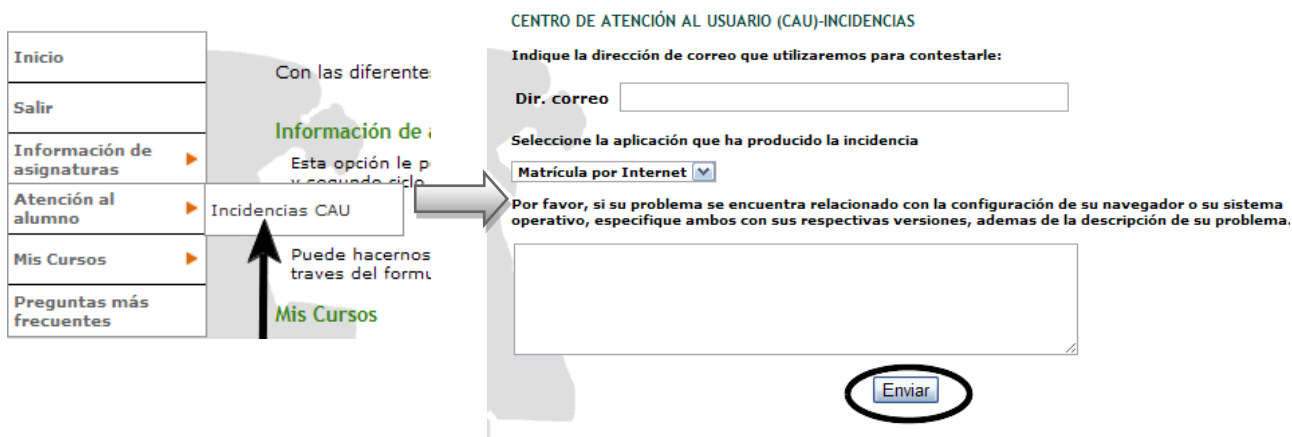 Inicio
Salir
Información de
asignaturas
Atención al
alumno
Incidencias CAU
Mis Cursos
Preguntas más
frecuentes
Con las diferente
Información de
Esta opción le p
y segundo ciclo
Puede hacernos
traves del formu
Mis Cursos
CENTRO DE ATENCIÓN AL USUARIO (CAU)-INCIDENCIAS
Indique la dirección de correo que utilizaremos para contestarle:
Dir. correo
Seleccione la aplicación que ha producido la incidencia
Matrícula por Internet
Por favor, si su problema se encuentra relacionado con la configuración de su navegador o su sistema
operativo, especifique ambos con sus respectivas versiones, ademas de la descripción de su problema.
Enviar